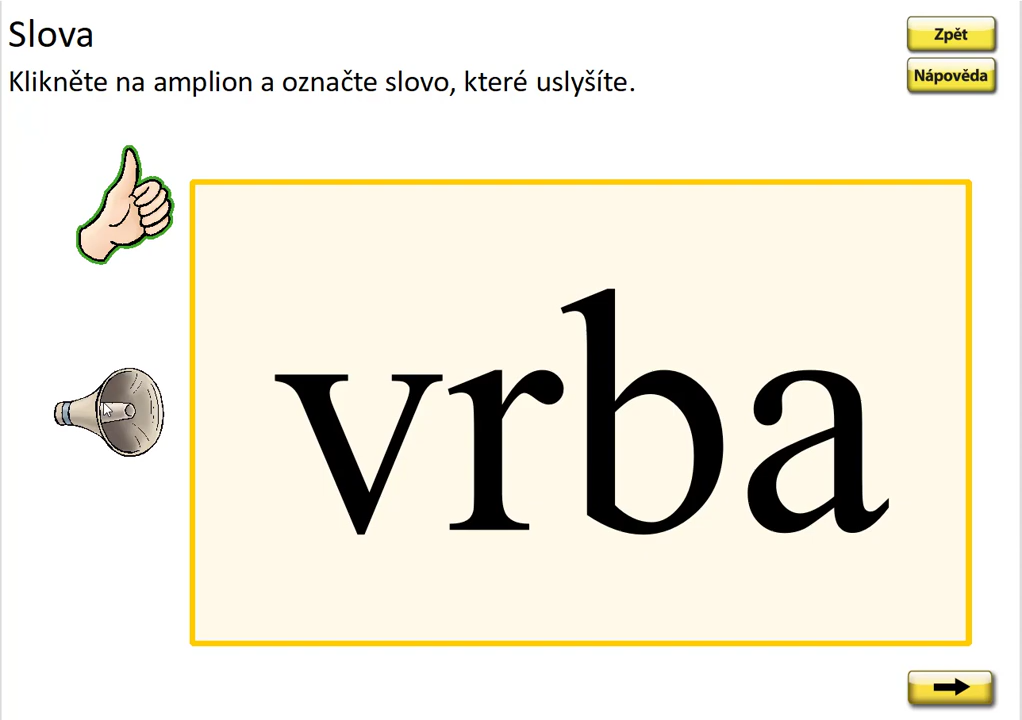 Slova
Zpět
Klikněte na amplion a označte slovo, které uslyšíte.
Nápověda
vrba